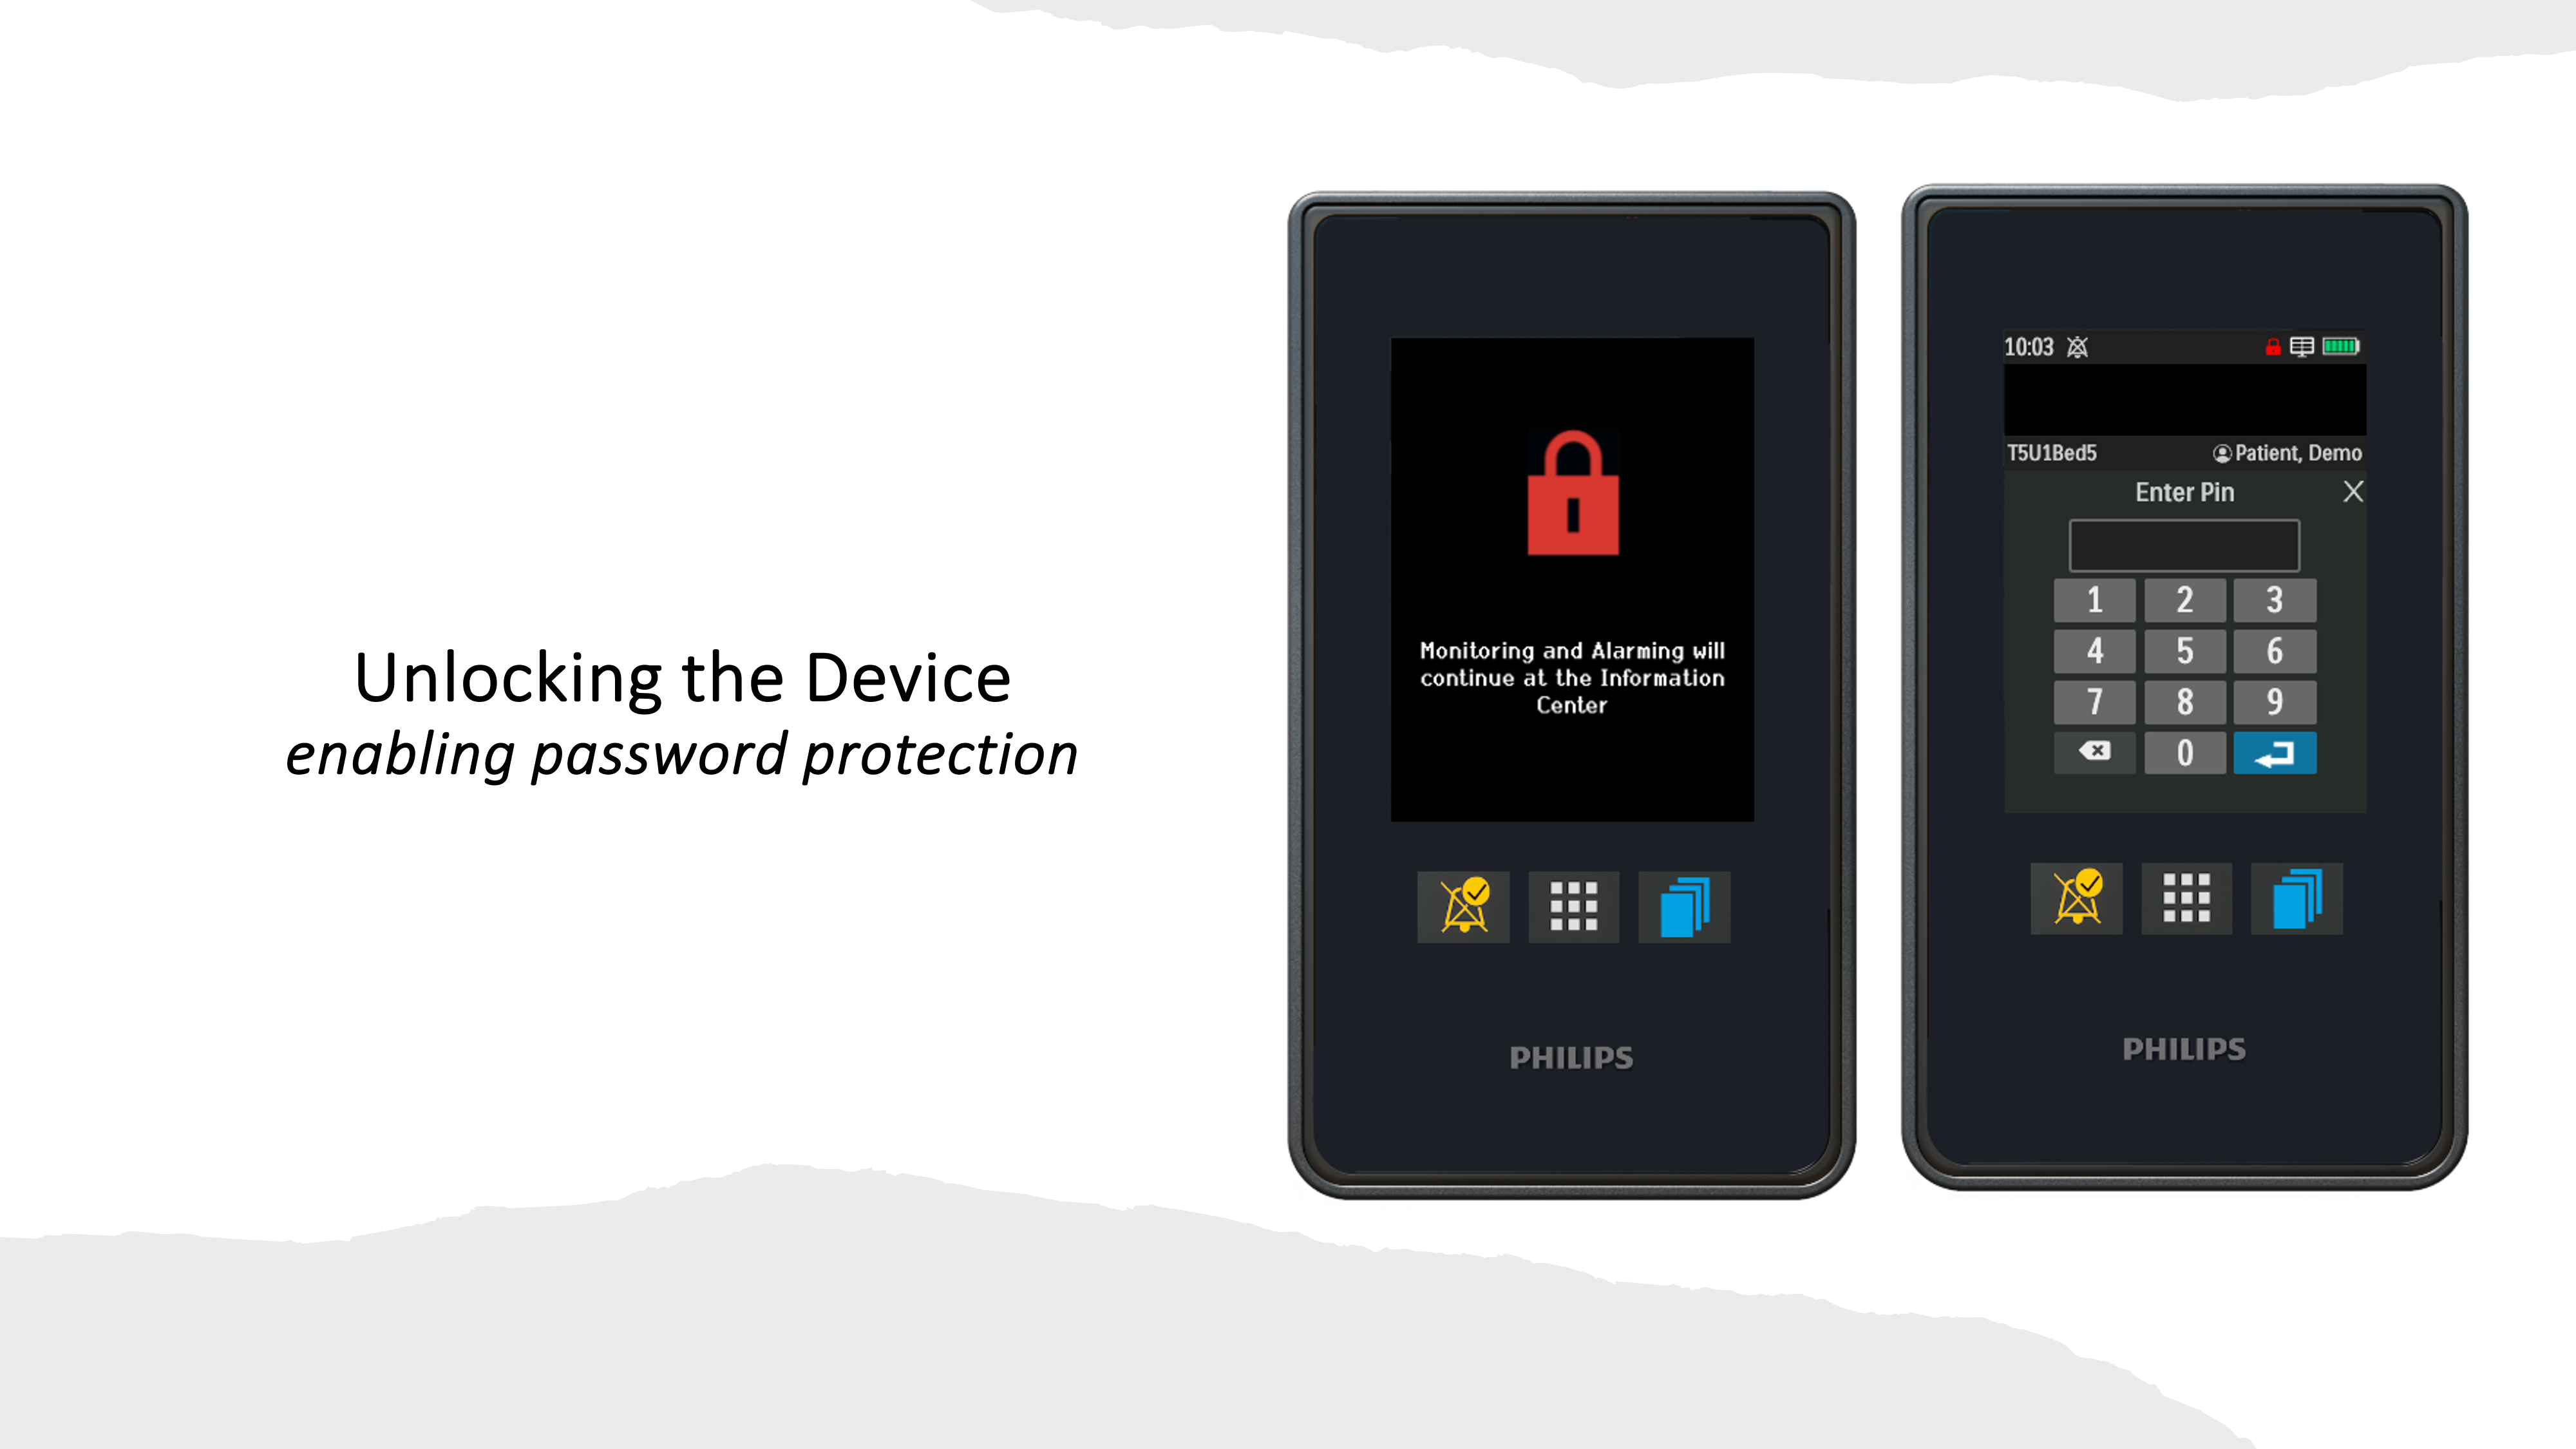 Unlocking the Device
enabling password protection
Monitoring and Alarming will
continue at the Information
Center
PHILIPS
10:03
T5U1Bed5 Patient, Demo
Enter Pin X
1 2 3
4 5 6
7 8 9
0
PHILIPS